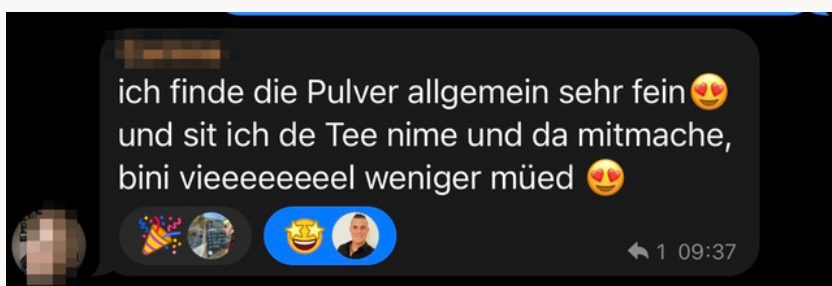 ich finde die Pulver allgemein sehr fein😍
und sit ich de Tee nime und da mitmache,
bini vieeeeeeeel weniger müed 😍
1 09:37